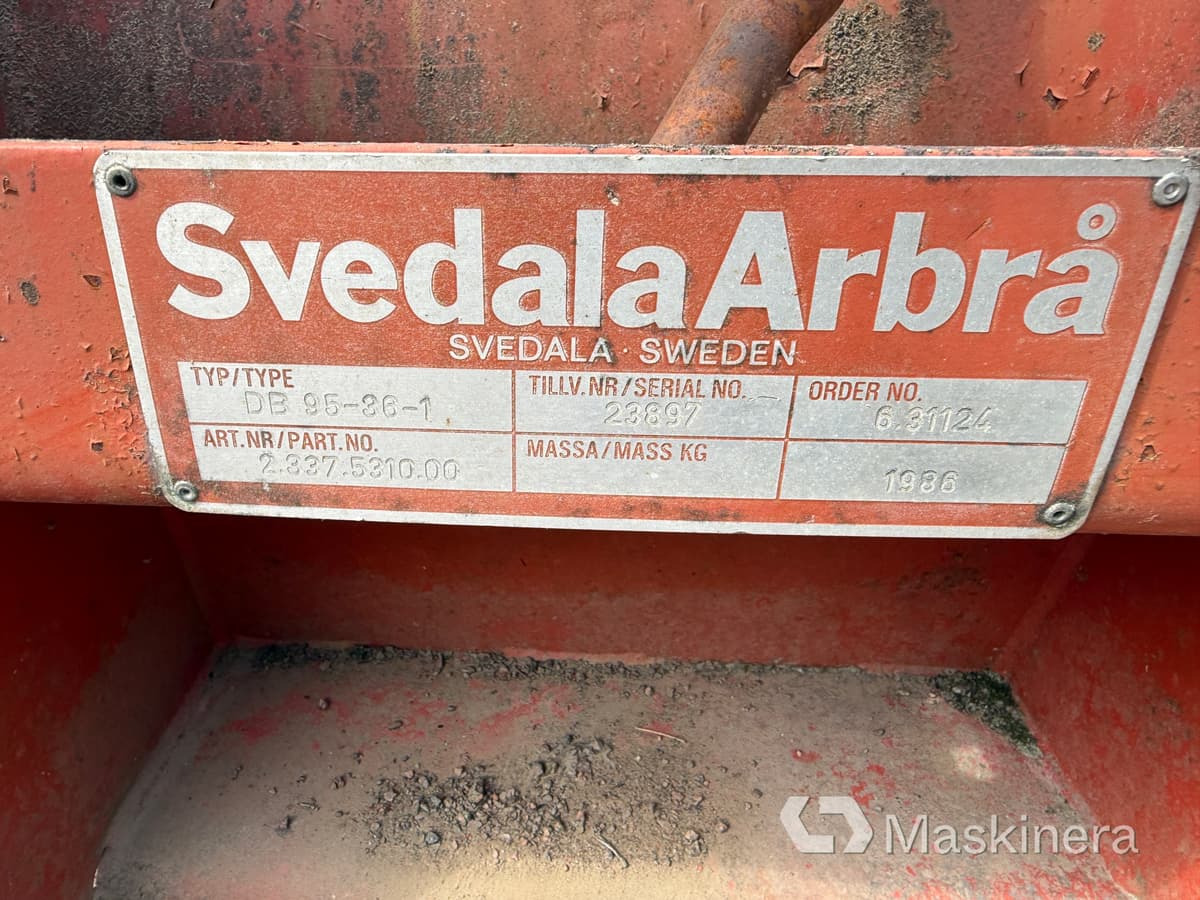 SvedalaArbrå
SVEDALA · SWEDEN
TYP/TYPE
DB 95-36-1
TILLV.NR/SERIAL NO.
23897
ORDER NO.
6.31124
ART.NR/PART.NO.
2.337.5310.00
MASSA/MASS KG
1986
Maskinera